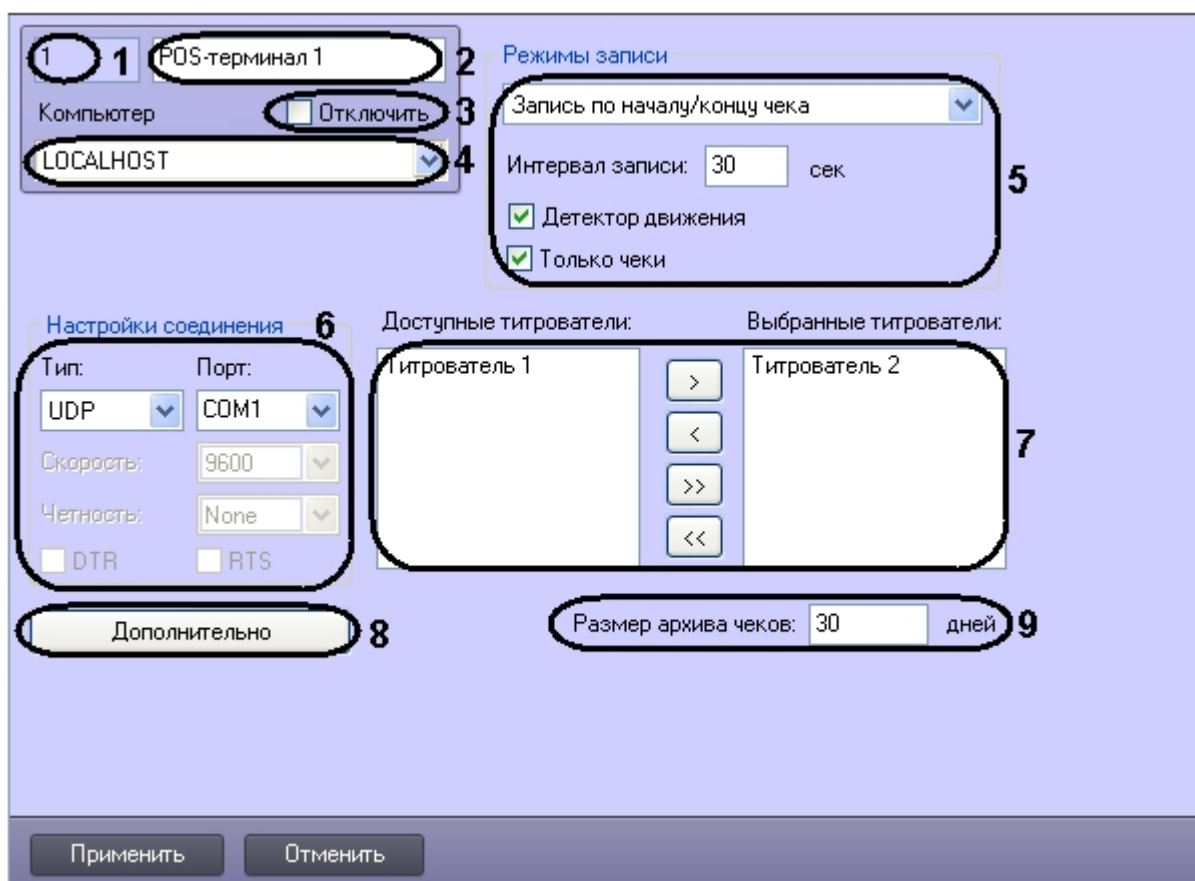 1 1 POS-терминал 1 2
Компьютер Отключить 3
LOCALHOST 4
Режимы записи
Запись по началу/концу чека
Интервал записи: 30 сек 5
Детектор движения
Только чеки
Настройки соединения 6
Тип: Порт:
UDP COM1
Скорость: 9600
Четность: None
DTR RTS
Доступные титрователи: Выбранные титрователи:
Титрователь 1 > Титрователь 2
<
>>
<<
7
Дополнительно 8
Размер архива чеков: 30 дней 9
Применить Отменить